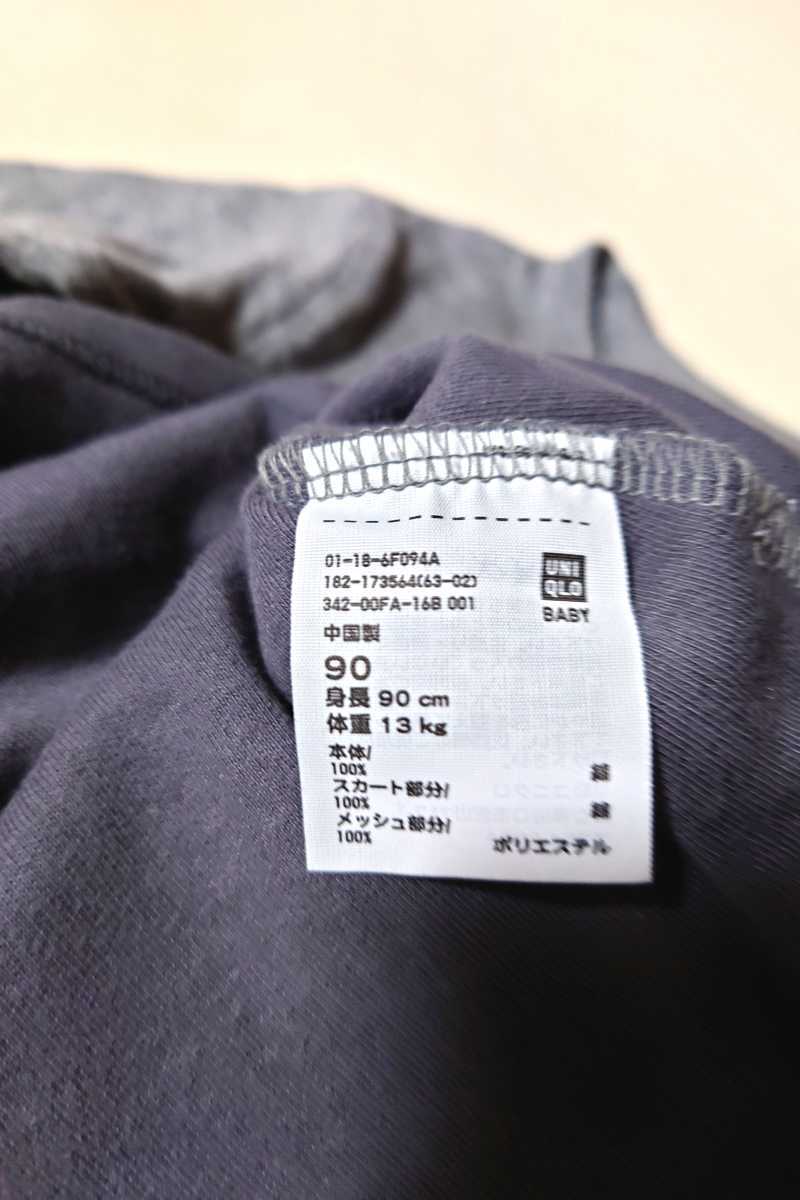 01-18-6F094A
182-173564(63-02)
342-00FA-16B 001
UNI
QLO
BABY
中国製
90
身長 90 cm
体重 13 kg
本体/
100% 綿
スカート部分/
100% 綿
メッシュ部分/
100% ポリエステル